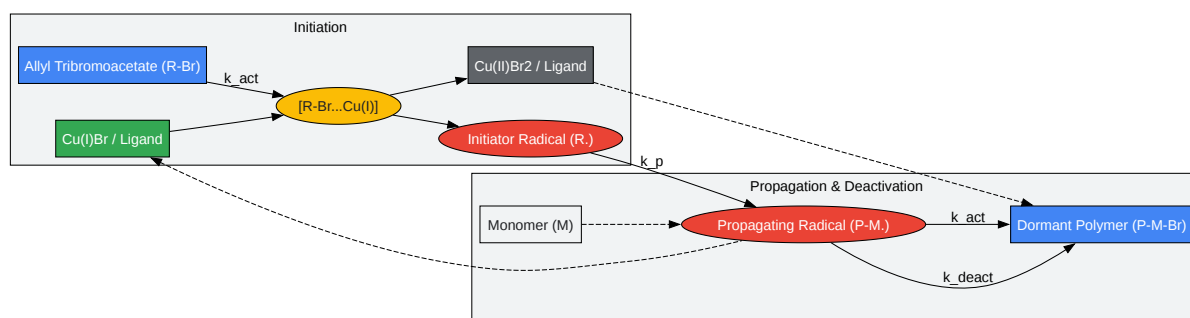 Initiation
Allyl Tribromoacetate (R-Br)
k_act
Cu(I)Br / Ligand
[R-Br...Cu(I)]
Cu(II)Br2 / Ligand
Initiator Radical (R.)
k_p
Propagation & Deactivation
Monomer (M)
Propagating Radical (P-M.)
k_act
k_deact
Dormant Polymer (P-M-Br)